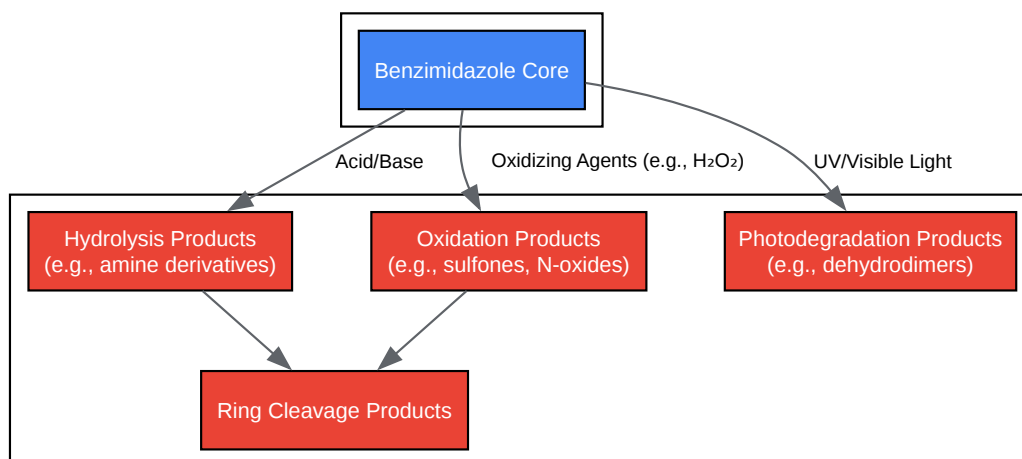 Benzimidazole Core
Acid/Base
Oxidizing Agents (e.g., H₂O₂)
UV/Visible Light
Hydrolysis Products
(e.g., amine derivatives)
Oxidation Products
(e.g., sulfones, N-oxides)
Photodegradation Products
(e.g., dehydrodimers)
Ring Cleavage Products